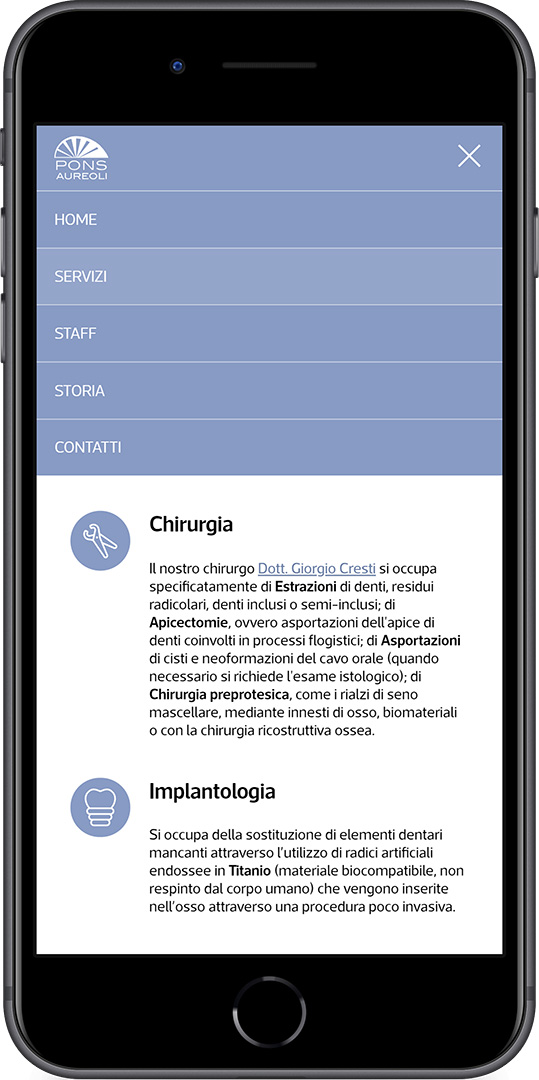 PONS
AUREOLI
HOME
SERVIZI
STAFF
STORIA
CONTATTI
Chirurgia
Il nostro chirurgo Dott. Giorgio Cresti si occupa
specificatamente di Estrazioni di denti, residui
radicolari, denti inclusi o semi-inclusi; di
Apicectomie, ovvero asportazioni dell'apice di
denti coinvolti in processi flogistici; di Asportazioni
di cisti e neoformazioni del cavo orale (quando
necessario si richiede l'esame istologico); di
Chirurgia preprotesica, come i rialzi di seno
mascellare, mediante innesti di osso, biomateriali
o con la chirurgia ricostruttiva ossea.
Implantologia
Si occupa della sostituzione di elementi dentari
mancanti attraverso l'utilizzo di radici artificiali
endossee in Titanio (materiale biocompatibile, non
respinto dal corpo umano) che vengono inserite
nell'osso attraverso una procedura poco invasiva.